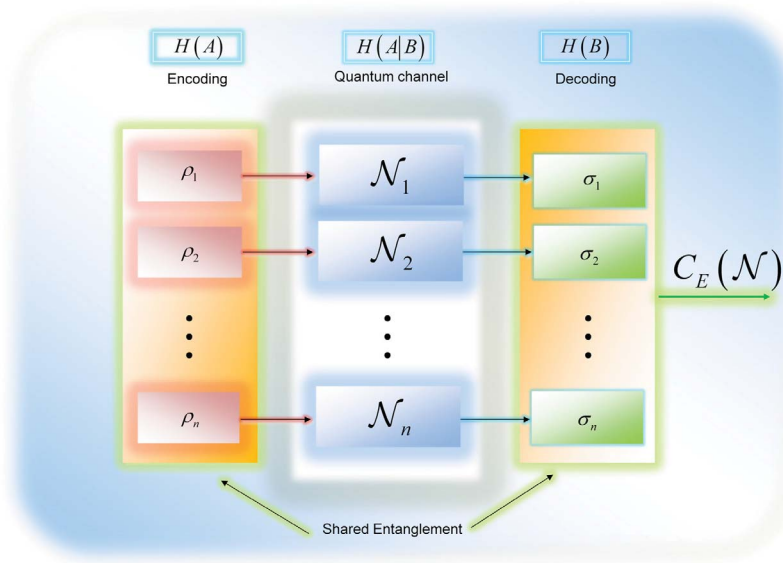 H(A) H(A|B) H(B)
Encoding Quantum channel Decoding
ρ₁ 𝒩₁ σ₁
ρ₂ 𝒩₂ σ₂
C_E(𝒩)
⋮ ⋮ ⋮
ρₙ 𝒩ₙ σₙ
Shared Entanglement